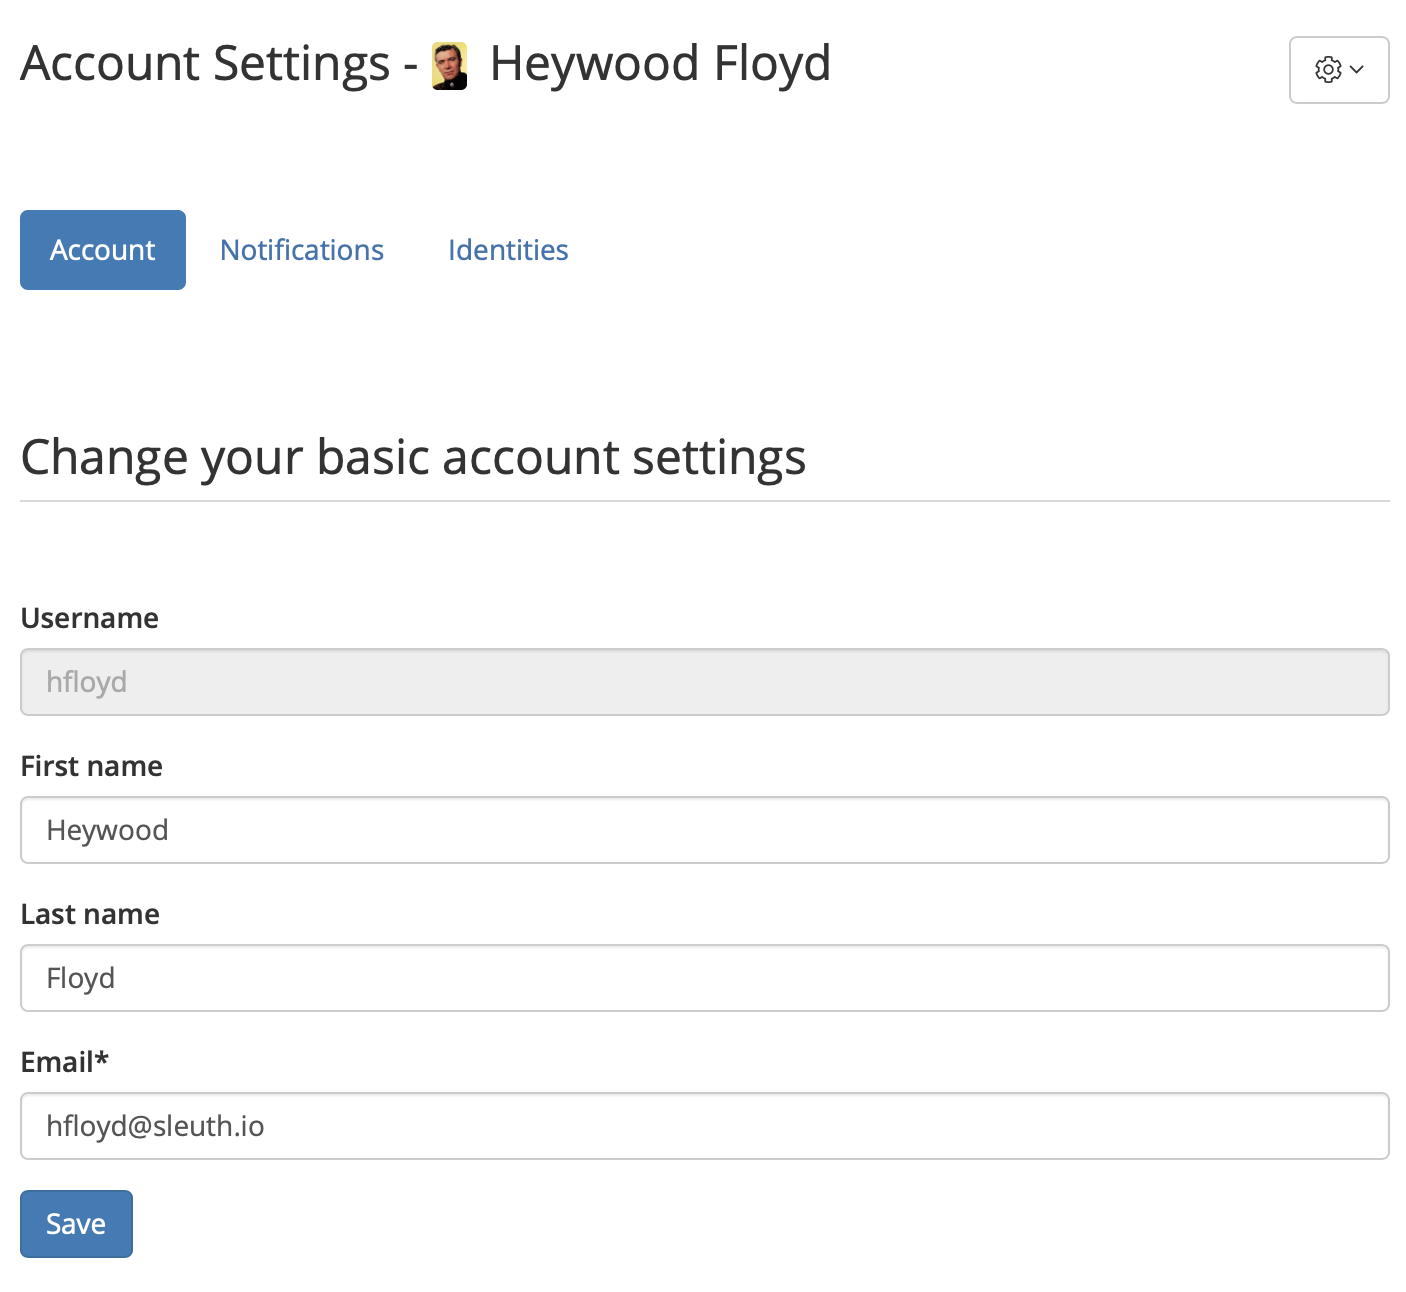 Account Settings - Heywood Floyd
Account Notifications Identities
Change your basic account settings
Username
hfloyd
First name
Heywood
Last name
Floyd
Email*
hfloyd@sleuth.io
Save